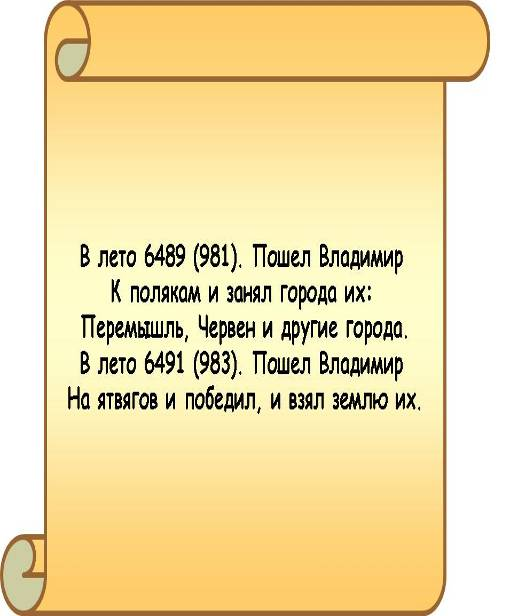 В лето 6489 (981). Пошел Владимир
К полякам и занял города их:
Перемышль, Червен и другие города.
В лето 6491 (983). Пошел Владимир
На ятвягов и победил, и взял землю их.